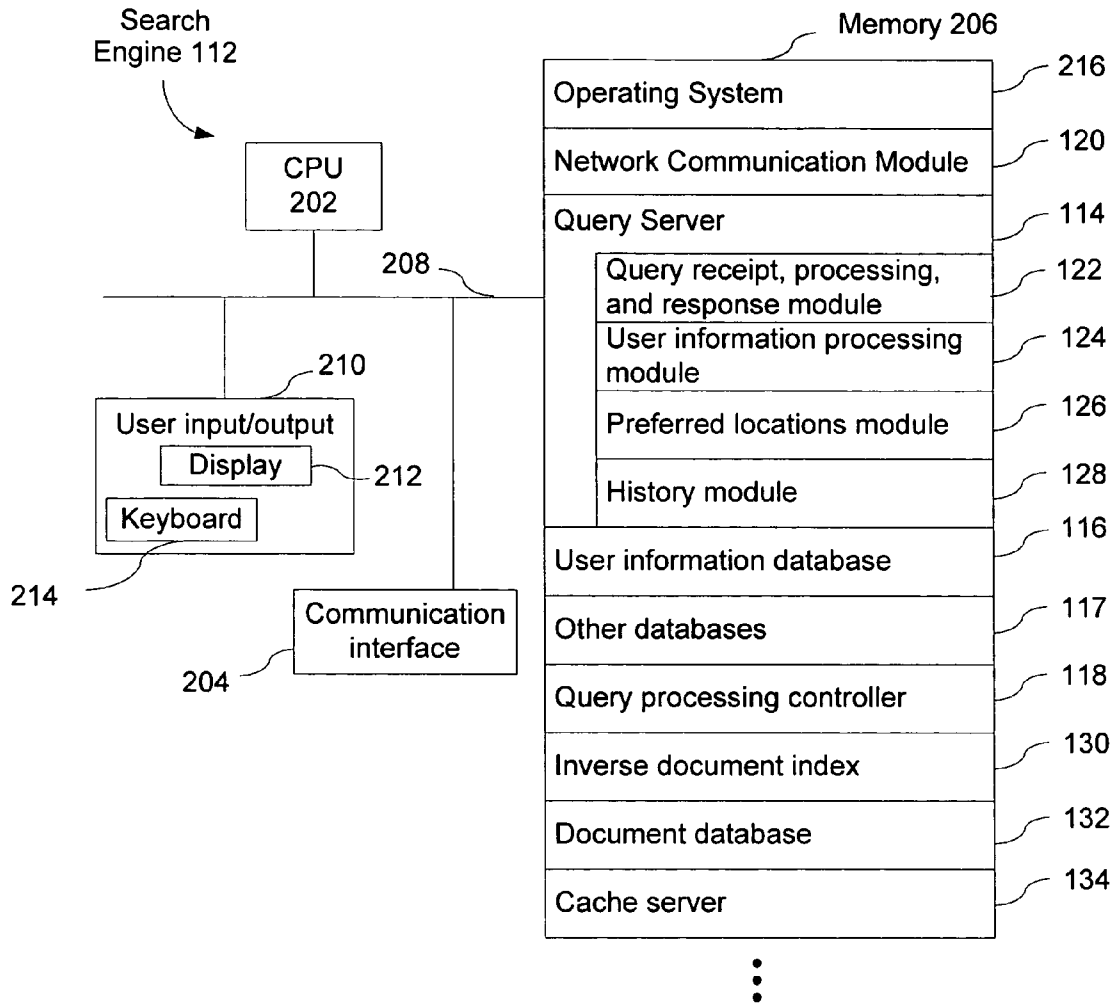 Search
Engine 112
Memory 206
216
Operating System
120
Network Communication Module
CPU
202
114
Query Server
208
122
Query receipt, processing,
and response module
124
User information processing
module
210
126
User input/output
Preferred locations module
Display
212
128
History module
Keyboard
116
User information database
214
Communication
interface
204
117
Other databases
118
Query processing controller
130
Inverse document index
132
Document database
134
Cache server